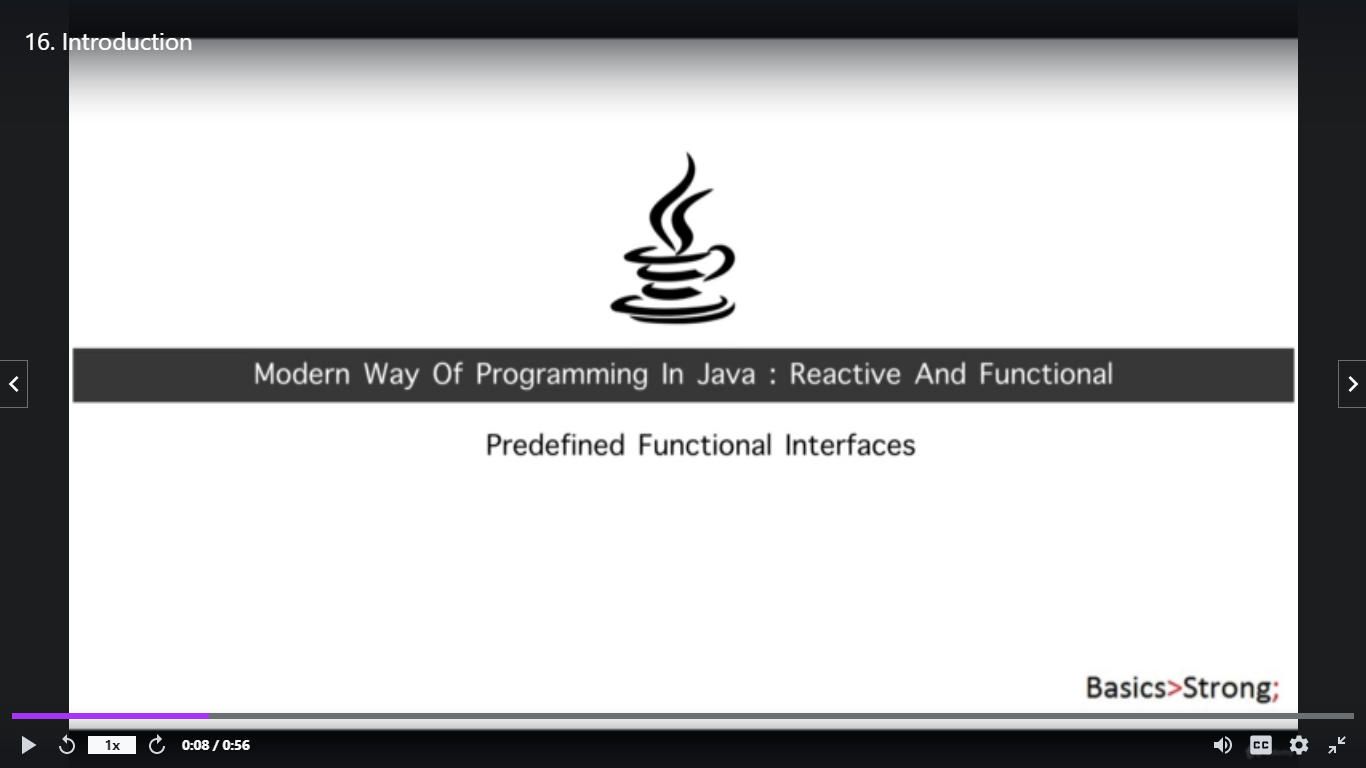 16. Introduction
Modern Way Of Programming In Java : Reactive And Functional
Predefined Functional Interfaces
Basics>Strong;
1x
0:08 / 0:56
CC